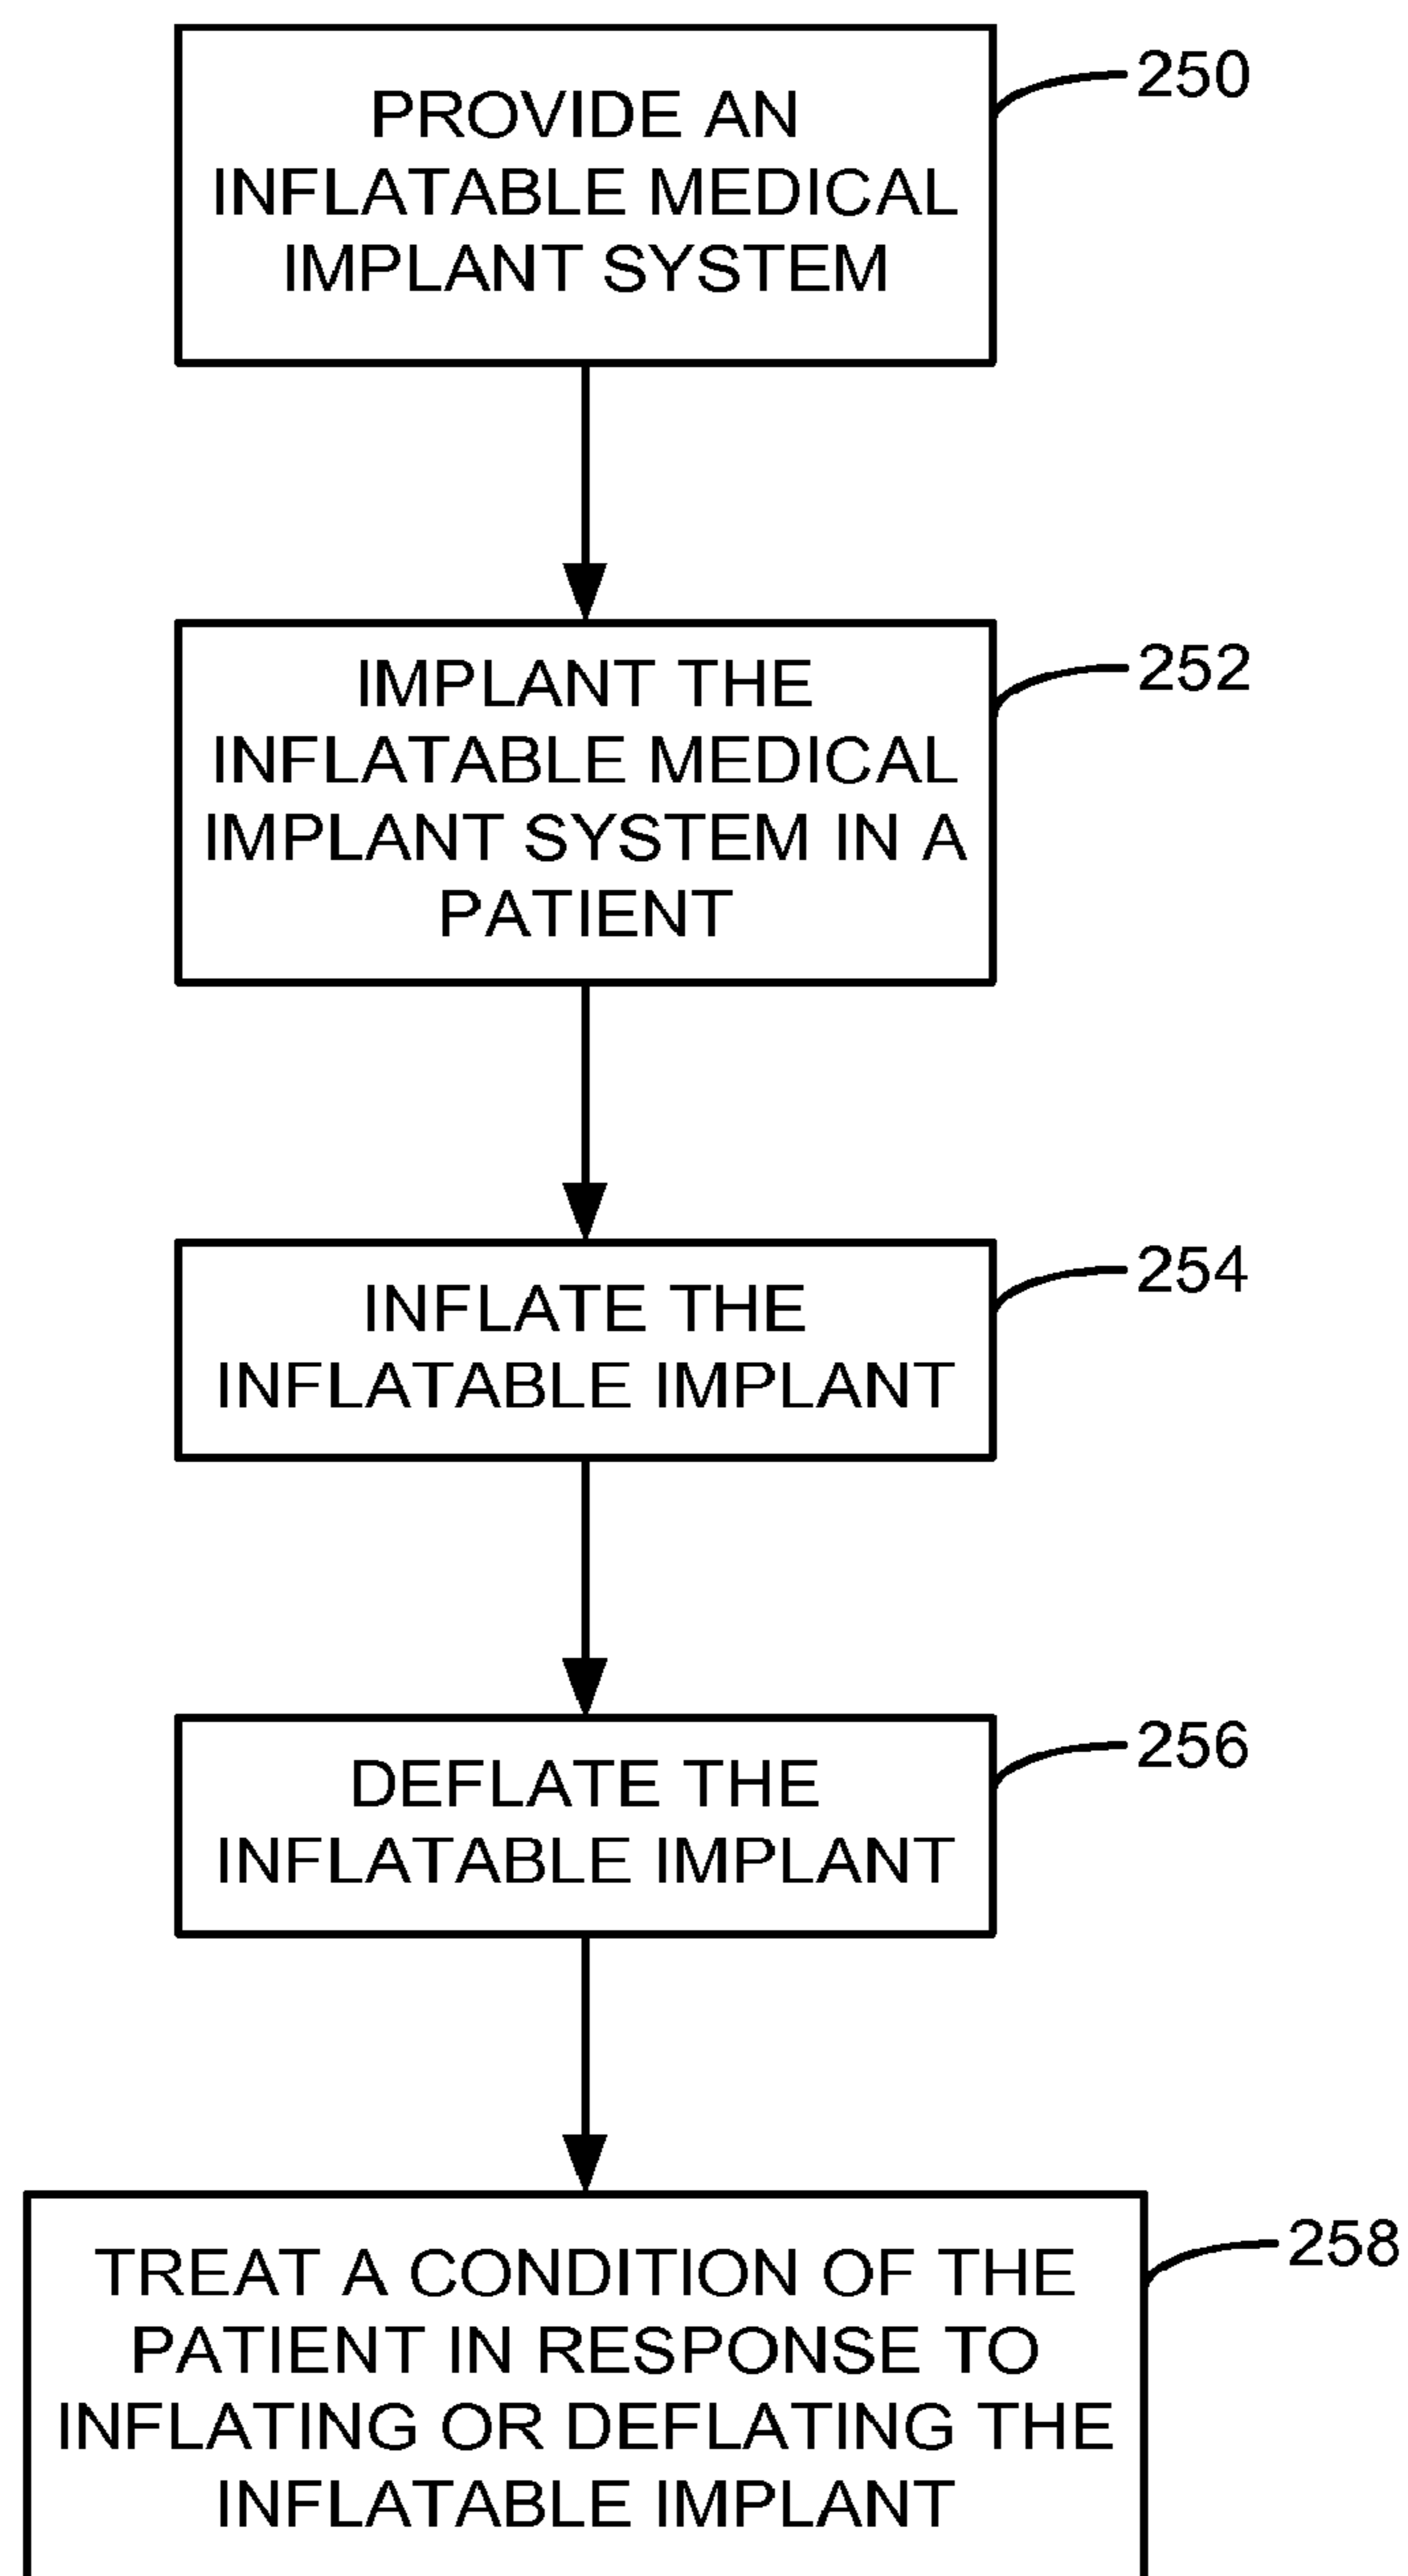 PROVIDE AN
INFLATABLE MEDICAL
IMPLANT SYSTEM
250
IMPLANT THE
INFLATABLE MEDICAL
IMPLANT SYSTEM IN A
PATIENT
252
INFLATE THE
INFLATABLE IMPLANT
254
DEFLATE THE
INFLATABLE IMPLANT
256
TREAT A CONDITION OF THE
PATIENT IN RESPONSE TO
INFLATING OR DEFLATING THE
INFLATABLE IMPLANT
258